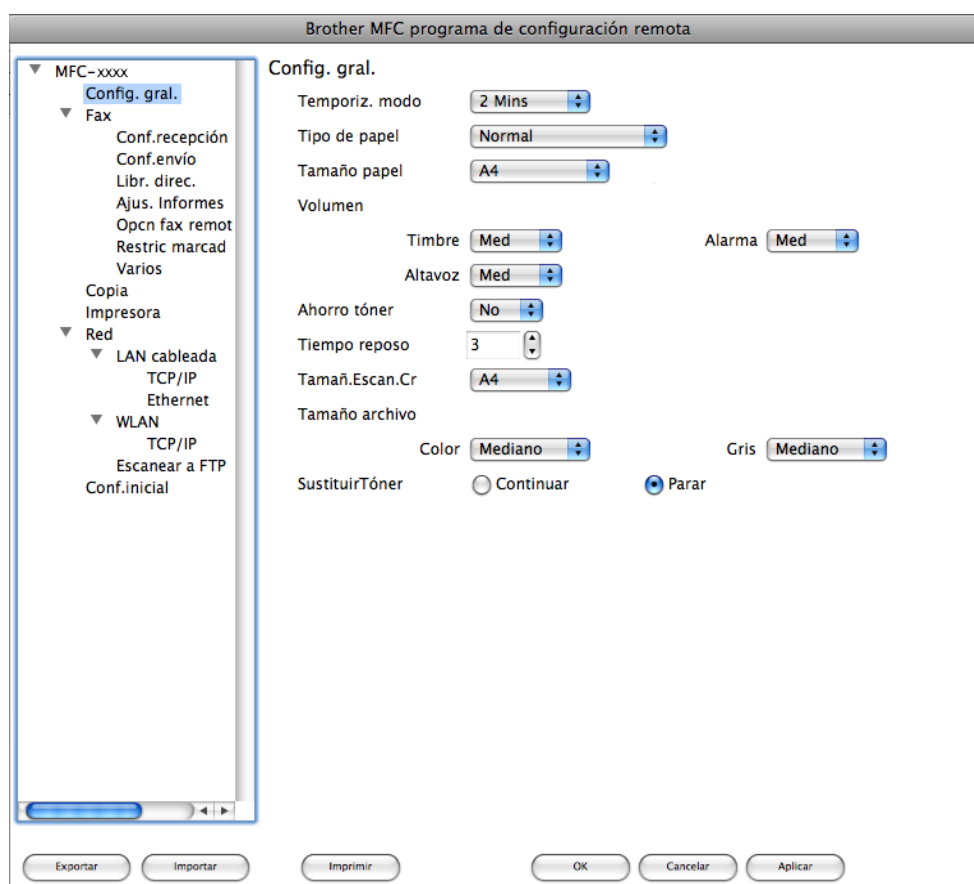 Brother MFC programa de configuración remota
MFC-xxxx
Config. gral.
Fax
Conf.recepción
Conf.envío
Libr. direc.
Ajus. Informes
Opcn fax remot
Restric marcad
Varios
Copia
Impresora
Red
LAN cableada
TCP/IP
Ethernet
WLAN
TCP/IP
Escanear a FTP
Conf.inicial
Config. gral.
Temporiz. modo 2 Mins
Tipo de papel Normal
Tamaño papel A4
Volumen
Timbre Med Alarma Med
Altavoz Med
Ahorro tóner No
Tiempo reposo 3
Tamañ.Escan.Cr A4
Tamaño archivo
Color Mediano Gris Mediano
SustituirTóner Continuar Parar
Exportar Importar Imprimir OK Cancelar Aplicar